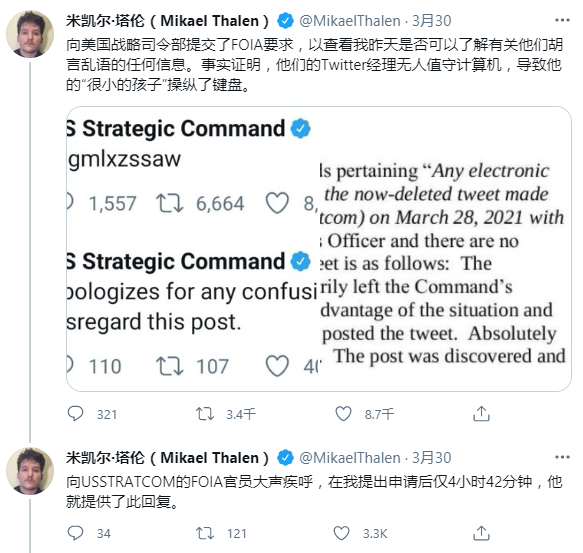 米凯尔·塔伦（Mikael Thalen） @MikaelThalen · 3月30
向美国战略司令部提交了FOIA要求，以查看我昨天是否可以了解有关他们胡
言乱语的任何信息。事实证明，他们的Twitter经理无人值守计算机，导致他
的“很小的孩子”操纵了键盘。
S Strategic Command
gmlxzssaw
1,557 6,664 8,
S Strategic Command
pologizes for any confusi
sregard this post.
110 107 40
ls pertaining “Any electronic
the now-deleted tweet made
tcom) on March 28, 2021 with
s Officer and there are no
eet is as follows: The
rily left the Command’s
dvantage of the situation and
posted the tweet. Absolutely
The post was discovered and
321 3.4千 8.7千
米凯尔·塔伦（Mikael Thalen） @MikaelThalen · 3月30
向USSTRATCOM的FOIA官员大声疾呼，在我提出申请后仅4小时42分钟，他
就提供了此回复。
34 121 3.3K